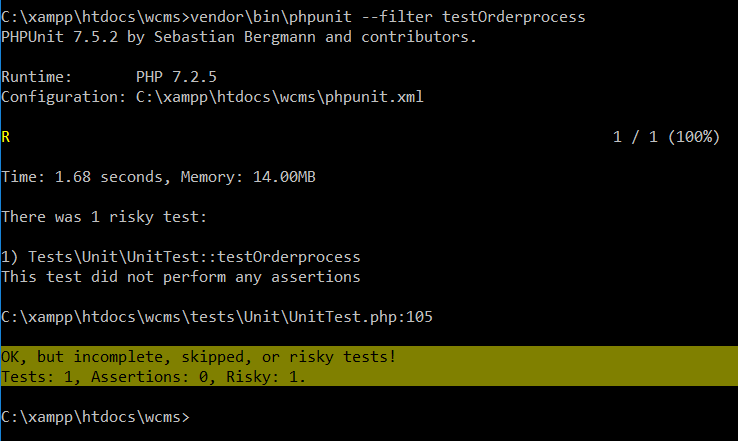 C:\xampp\htdocs\wcms>vendor\bin\phpunit --filter testOrderprocess
PHPUnit 7.5.2 by Sebastian Bergmann and contributors.
Runtime:       PHP 7.2.5
Configuration: C:\xampp\htdocs\wcms\phpunit.xml
R                                                                   1 / 1 (100%)
Time: 1.68 seconds, Memory: 14.00MB
There was 1 risky test:
1) Tests\Unit\UnitTest::testOrderprocess
This test did not perform any assertions
C:\xampp\htdocs\wcms\tests\Unit\UnitTest.php:105
OK, but incomplete, skipped, or risky tests!
Tests: 1, Assertions: 0, Risky: 1.
C:\xampp\htdocs\wcms>